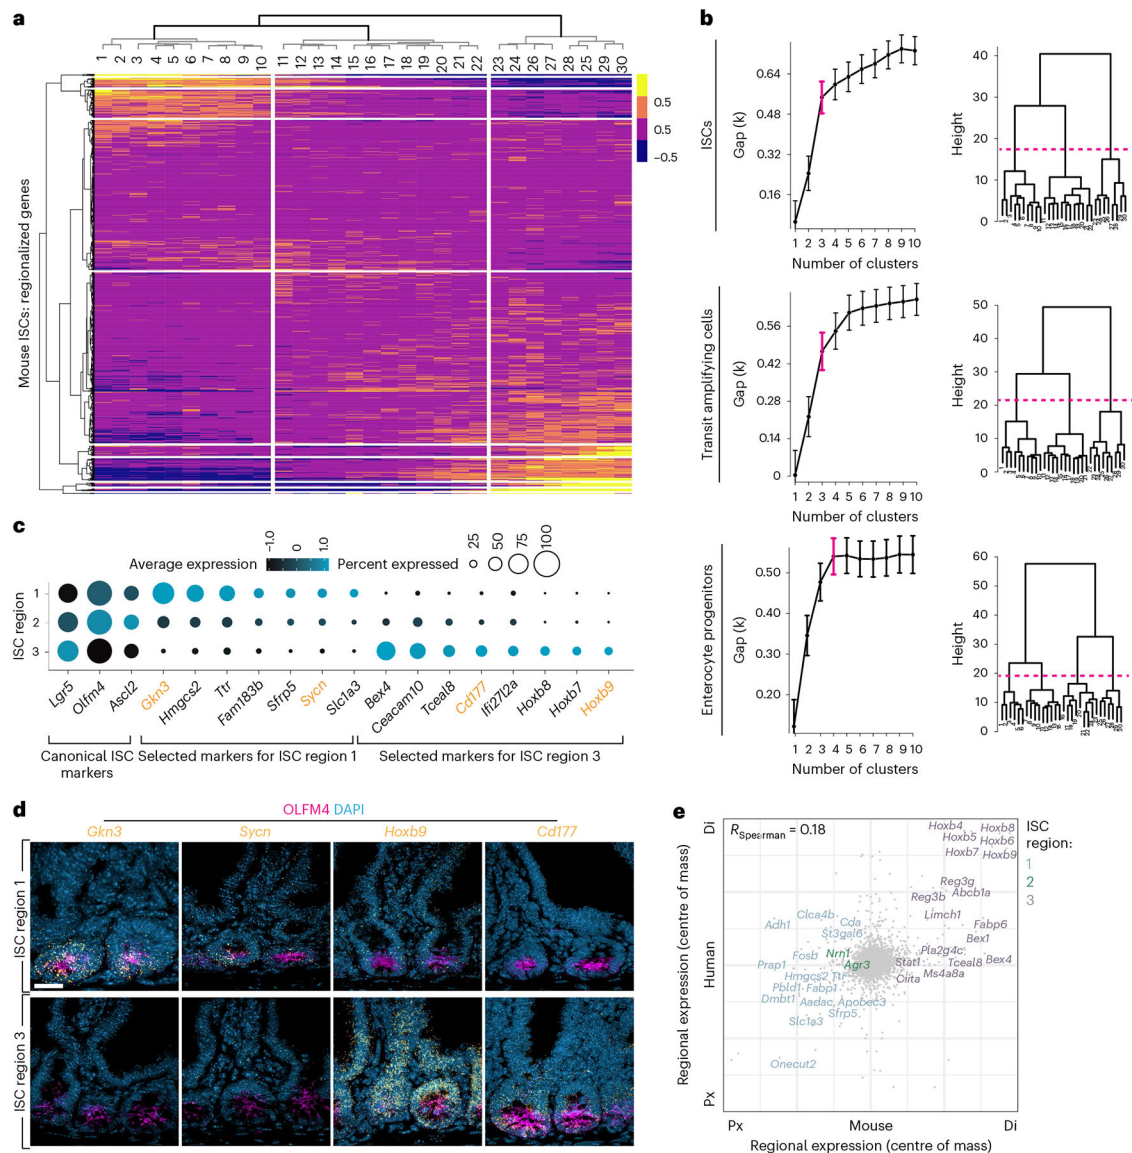 a
1 2 3 4 5 6 7 8 9 10 11 12 13 14 15 16 17 18 19 20 21 22 23 24 26 27 28 25 29 30
Mouse ISCs: regionalized genes
0.5
0.5
–0.5
b
ISCs
Gap (k)
0.64
0.48
0.32
0.16
1 2 3 4 5 6 7 8 9 10
Number of clusters
Height
40
30
20
10
0
Transit amplifying cells
Gap (k)
0.56
0.42
0.28
0.14
0
1 2 3 4 5 6 7 8 9 10
Number of clusters
Height
50
40
30
20
10
0
Enterocyte progenitors
Gap (k)
0.50
0.40
0.30
0.20
1 2 3 4 5 6 7 8 9 10
Number of clusters
Height
60
50
40
30
20
10
0
c
Average expression
–1.0
0
1.0
Percent expressed
25
50
75
100
ISC region
1
2
3
Lgr5
Olfm4
Ascl2
Gkn3
Hmgcs2
Ttr
Fam183b
Sfrp5
Sycn
Slc1a3
Bex4
Ceacam10
Tceal8
Cd177
Ifi27l2a
Hoxb8
Hoxb7
Hoxb9
Canonical ISC
markers
Selected markers for ISC region 1
Selected markers for ISC region 3
d
OLFM4 DAPI
Gkn3
Sycn
Hoxb9
Cd177
ISC region 1
ISC region 3
e
R Spearman = 0.18
Human
Regional expression (centre of mass)
Di
Px
Hoxb4
Hoxb8
Hoxb5
Hoxb6
Hoxb7
Hoxb9
Reg3g
Abcb1a
Reg3b
Limch1
Fabp6
Bex1
Clca4b
Cda
Adh1
St3gal6
Nrn1
Pla2g4c
Fosb
Agr3
Stat1
Tceal8
Bex4
Prap1
Hmgcs2
Ttr
Ciita
Ms4a8a
Pbld1
Fabp1
Dmbt1
Aadac
Apobec3
Sfrp5
Slc1a3
Onecut2
ISC
region:
1
2
3
Px
Mouse
Di
Regional expression (centre of mass)